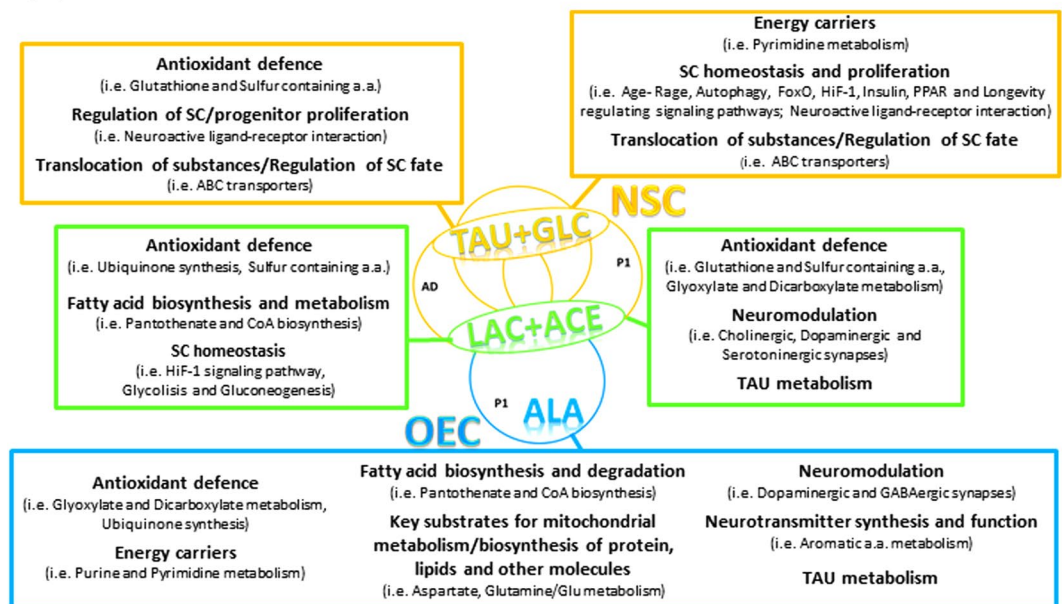 Antioxidant defence
(i.e. Glutathione and Sulfur containing a.a.)
Regulation of SC/progenitor proliferation
(i.e. Neuroactive ligand-receptor interaction)
Translocation of substances/Regulation of SC fate
(i.e. ABC transporters)
Energy carriers
(i.e. Pyrimidine metabolism)
SC homeostasis and proliferation
(i.e. Age- Rage, Autophagy, FoxO, HiF-1, Insulin, PPAR and Longevity
regulating signaling pathways; Neuroactive ligand-receptor interaction)
Translocation of substances/Regulation of SC fate
(i.e. ABC transporters)
NSC
TAU+GLC
AD
P1
LAC+ACE
Antioxidant defence
(i.e. Ubiquinone synthesis, Sulfur containing a.a.)
Fatty acid biosynthesis and metabolism
(i.e. Pantothenate and CoA biosynthesis)
SC homeostasis
(i.e. HiF-1 signaling pathway,
Glycolisis and Gluconeogenesis)
Antioxidant defence
(i.e. Glutathione and Sulfur containing a.a.,
Glyoxylate and Dicarboxylate metabolism)
Neuromodulation
(i.e. Cholinergic, Dopaminergic and
Serotoninergic synapses)
TAU metabolism
P1
ALA
OEC
Antioxidant defence
(i.e. Glyoxylate and Dicarboxylate metabolism,
Ubiquinone synthesis)
Energy carriers
(i.e. Purine and Pyrimidine metabolism)
Fatty acid biosynthesis and degradation
(i.e. Pantothenate and CoA biosynthesis)
Key substrates for mitochondrial
metabolism/biosynthesis of protein,
lipids and other molecules
(i.e. Aspartate, Glutamine/Glu metabolism)
Neuromodulation
(i.e. Dopaminergic and GABAergic synapses)
Neurotransmitter synthesis and function
(i.e. Aromatic a.a. metabolism)
TAU metabolism